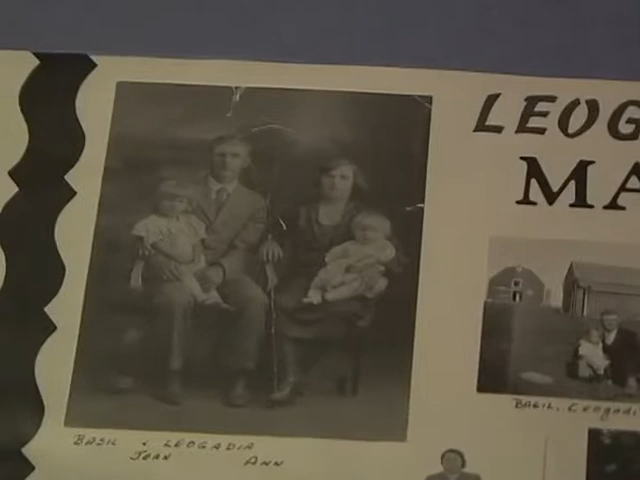 LEOG
MA
BASIL & LEOGADIA
JEAN ANN
BASIL, LEOGADI